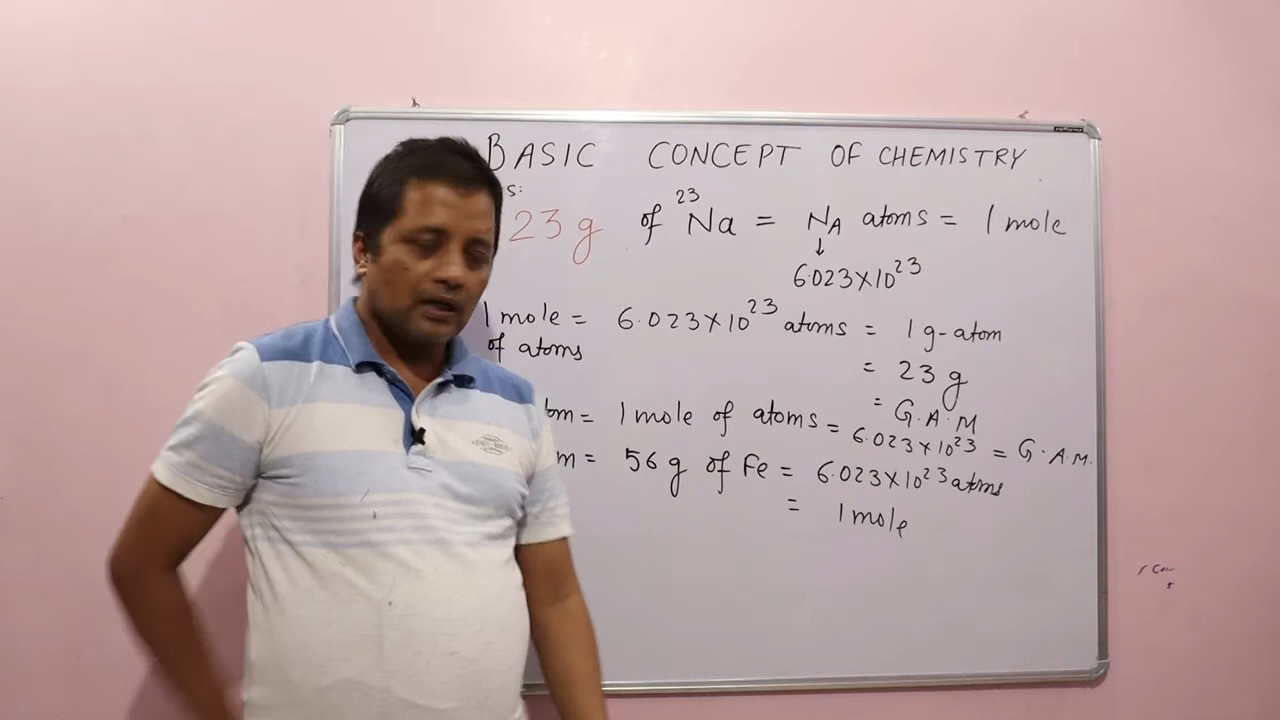 BASIC CONCEPT OF CHEMISTRY
s:
23 g of ²³Na = N_A atoms = 1 mole
↓
6.023×10²³
1 mole = 6.023×10²³ atoms = 1 g-atom
of atoms
= 23 g
= G.A.M
tom = 1 mole of atoms = 6.023×10²³ = G.A.M.
m = 56 g of Fe = 6.023×10²³ atoms
= 1 mole